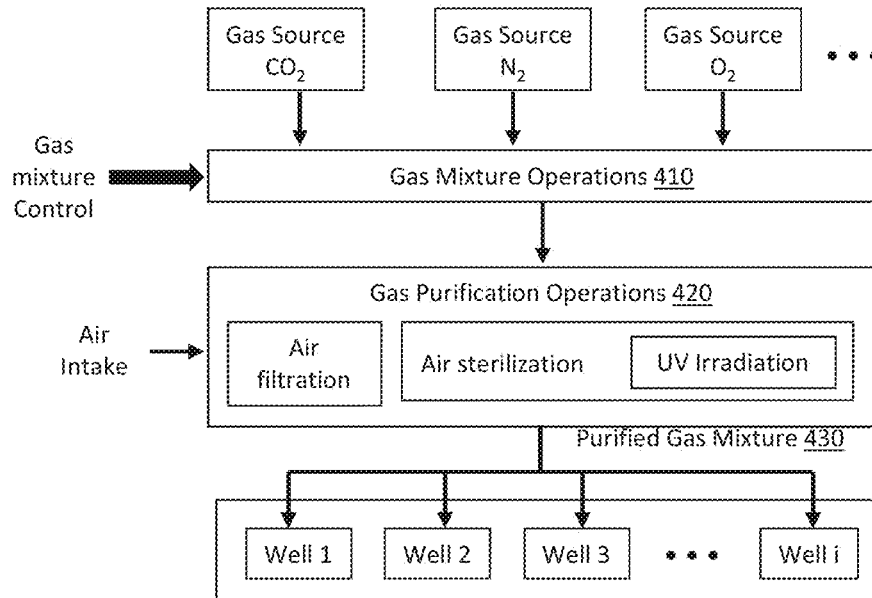 Gas Source
CO₂
Gas Source
N₂
Gas Source
O₂
• • •
Gas
mixture
Control
Gas Mixture Operations 410
Gas Purification Operations 420
Air
Intake
Air
filtration
Air sterilization
UV Irradiation
Purified Gas Mixture 430
Well 1
Well 2
Well 3
• • •
Well i